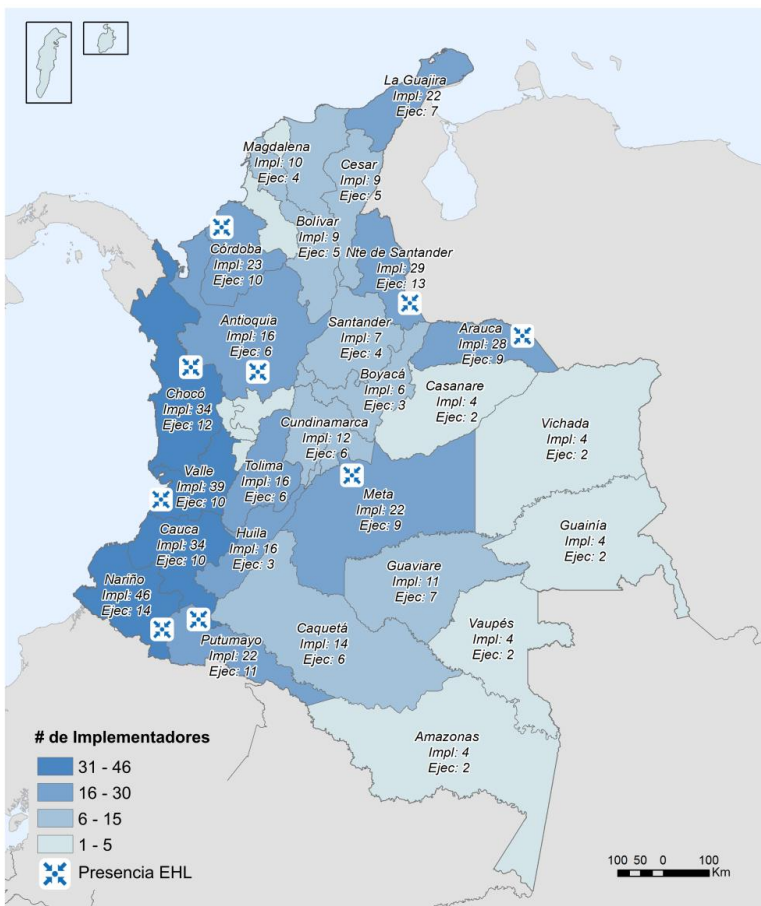 La Guajira
Impl: 22
Ejec: 7
Magdalena
Impl: 10
Ejec: 4
Cesar
Impl: 9
Ejec: 5
Bolívar
Impl: 9
Ejec: 5
Córdoba
Impl: 23
Ejec: 10
Nte de Santander
Impl: 29
Ejec: 13
Antioquia
Impl: 16
Ejec: 6
Santander
Impl: 7
Ejec: 4
Arauca
Impl: 28
Ejec: 9
Boyacá
Impl: 6
Ejec: 3
Casanare
Impl: 4
Ejec: 2
Chocó
Impl: 34
Ejec: 12
Cundinamarca
Impl: 12
Ejec: 6
Vichada
Impl: 4
Ejec: 2
Valle
Impl: 39
Ejec: 10
Tolima
Impl: 16
Ejec: 6
Meta
Impl: 22
Ejec: 9
Cauca
Impl: 34
Ejec: 10
Huila
Impl: 16
Ejec: 3
Guainía
Impl: 4
Ejec: 2
Nariño
Impl: 46
Ejec: 14
Guaviare
Impl: 11
Ejec: 7
Vaupés
Impl: 4
Ejec: 2
Putumayo
Impl: 22
Ejec: 11
Caquetá
Impl: 14
Ejec: 6
Amazonas
Impl: 4
Ejec: 2
# de Implementadores
31 - 46
16 - 30
6 - 15
1 - 5
Presencia EHL
100 50 0 100
Km